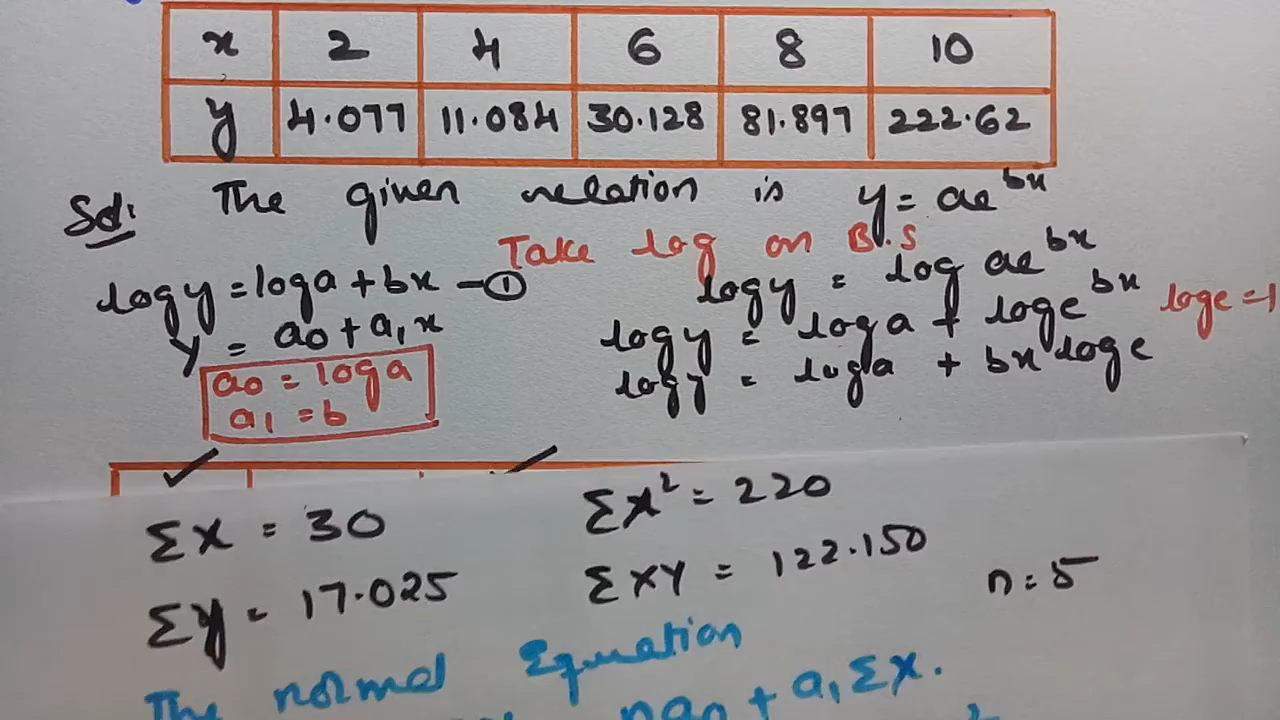 x 2 4 6 8 10
y 4.077 11.084 30.128 81.897 222.62
Sol: The given relation is y = ae^bx
Take log on B.S
log y = log a + bx — ①
log y = log ae^bx
Y = a₀ + a₁x
log y = log a + log e^bx log e = 1
a₀ = log a
log y = log a + bx log e
a₁ = b
Σx = 30 Σx² = 220
Σy = 17.025 Σxy = 122.150 n = 5
The normal Equation
na₀ + a₁Σx.